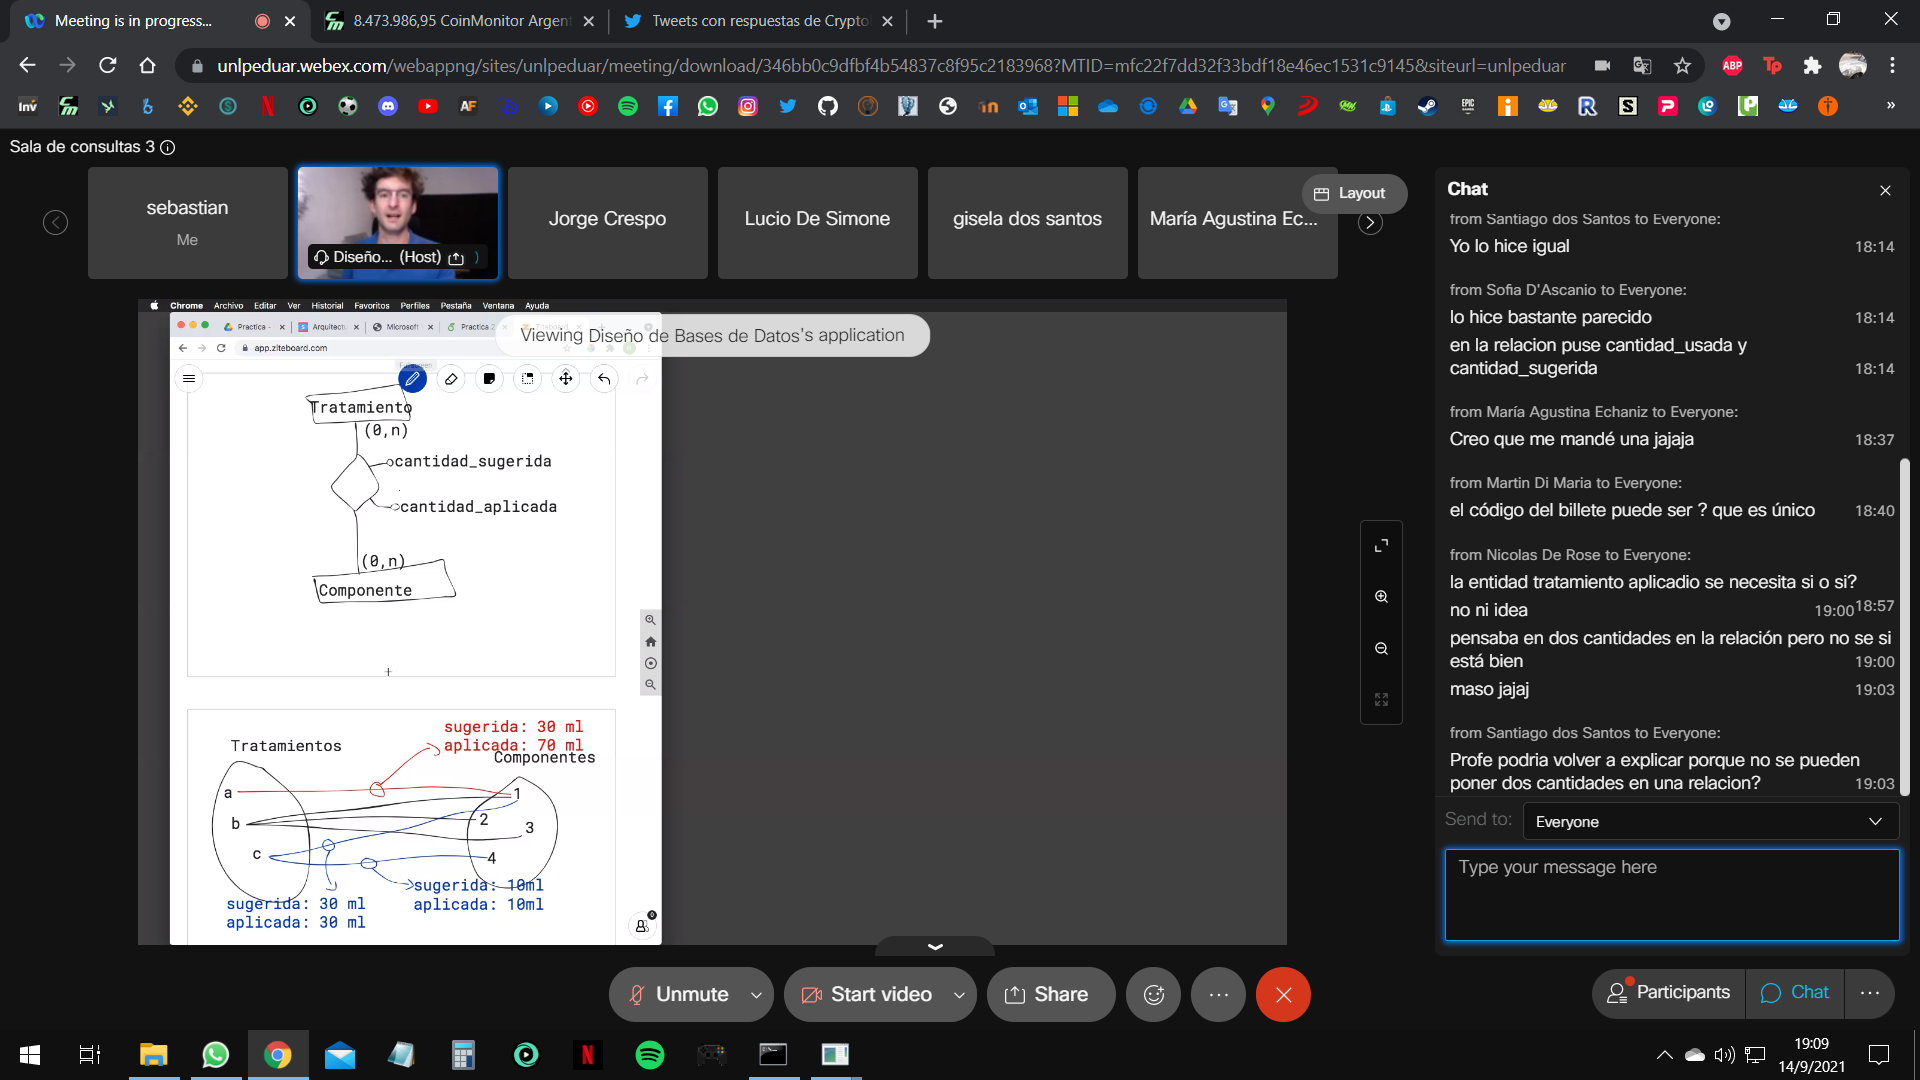 Meeting is in progress...
8.473.986,95 CoinMonitor Argent
Tweets con respuestas de Crypto
unlpeduar.webex.com/webappng/sites/unlpeduar/meeting/download/346bb0c9dfbf4b54837c8f95c2183968?MTID=mfc22f7dd32f33bdf18e46ec1531c9145&siteurl=unlpeduar
Sala de consultas 3
sebastian
Me
Diseño... (Host)
Jorge Crespo
Lucio De Simone
gisela dos santos
María Agustina Ec...
Layout
Chrome Archivo Editar Ver Historial Favoritos Perfiles Pestaña Ventana Ayuda
Practica -
Arquitect
Microsoft
Practica 2
Viewing Diseño de Bases de Datos's application
app.ziteboard.com
Tratamiento
(0,n)
cantidad_sugerida
cantidad_aplicada
(0,n)
Componente
sugerida: 30 ml
aplicada: 70 ml
Tratamientos
Componentes
a
b
c
1
2
3
4
sugerida: 10ml
aplicada: 10ml
sugerida: 30 ml
aplicada: 30 ml
0
Chat
from Santiago dos Santos to Everyone:
Yo lo hice igual 18:14
from Sofia D'Ascanio to Everyone:
lo hice bastante parecido 18:14
en la relacion puse cantidad_usada y
cantidad_sugerida 18:14
from María Agustina Echaniz to Everyone:
Creo que me mandé una jajaja 18:37
from Martin Di Maria to Everyone:
el código del billete puede ser ? que es único 18:40
from Nicolas De Rose to Everyone:
la entidad tratamiento aplicadio se necesita si o si?
18:57
no ni idea 19:00
pensaba en dos cantidades en la relación pero no se si
está bien 19:00
maso jajaj 19:03
from Santiago dos Santos to Everyone:
Profe podria volver a explicar porque no se pueden
poner dos cantidades en una relacion? 19:03
Send to: Everyone
Type your message here
Unmute
Start video
Share
Participants
Chat
19:09
14/9/2021